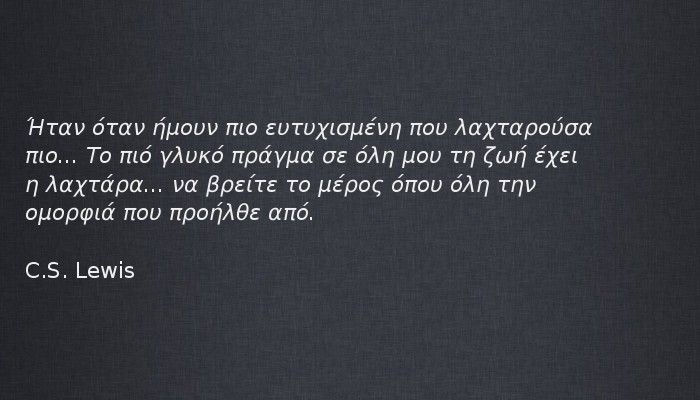 Ήταν όταν ήμουν πιο ευτυχισμένη που λαχταρούσα
πιο... Το πιό γλυκό πράγμα σε όλη μου τη ζωή έχει
η λαχτάρα... να βρείτε το μέρος όπου όλη την
ομορφιά που προήλθε από.
C.S. Lewis